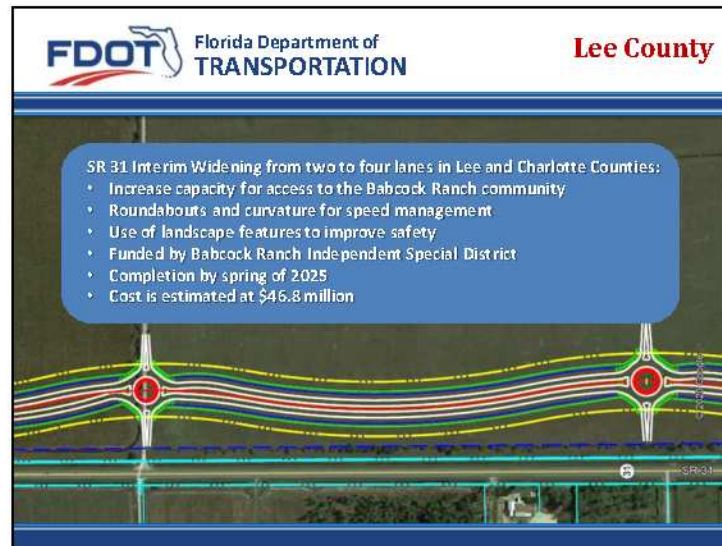 FDOT
Florida Department of
TRANSPORTATION
Lee County
SR 31 Interim Widening from two to four lanes in Lee and Charlotte Counties:
• Increase capacity for access to the Babcock Ranch community
• Roundabouts and curvature for speed management
• Use of landscape features to improve safety
• Funded by Babcock Ranch Independent Special District
• Completion by spring of 2025
• Cost is estimated at $46.8 million
31
SR 31